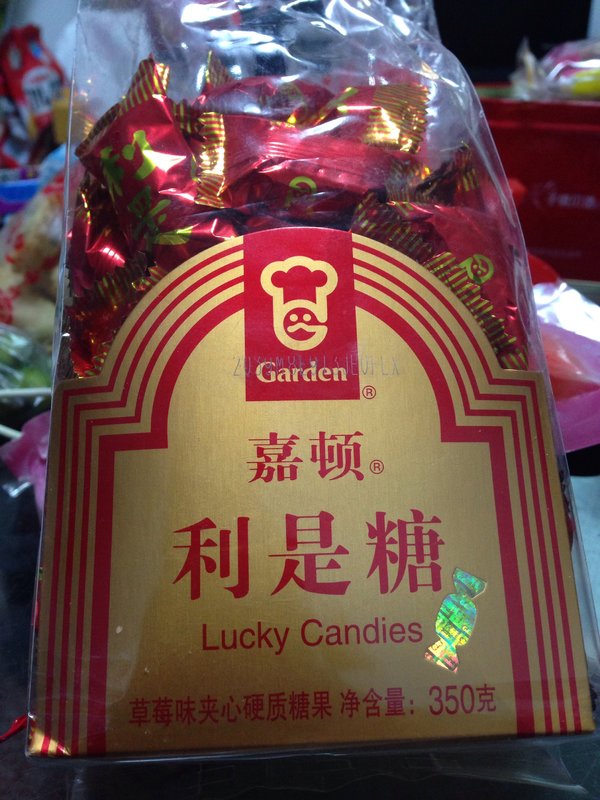 Garden®
嘉顿®
利是糖
Lucky Candies
草莓味夹心硬质糖果 净含量：350克